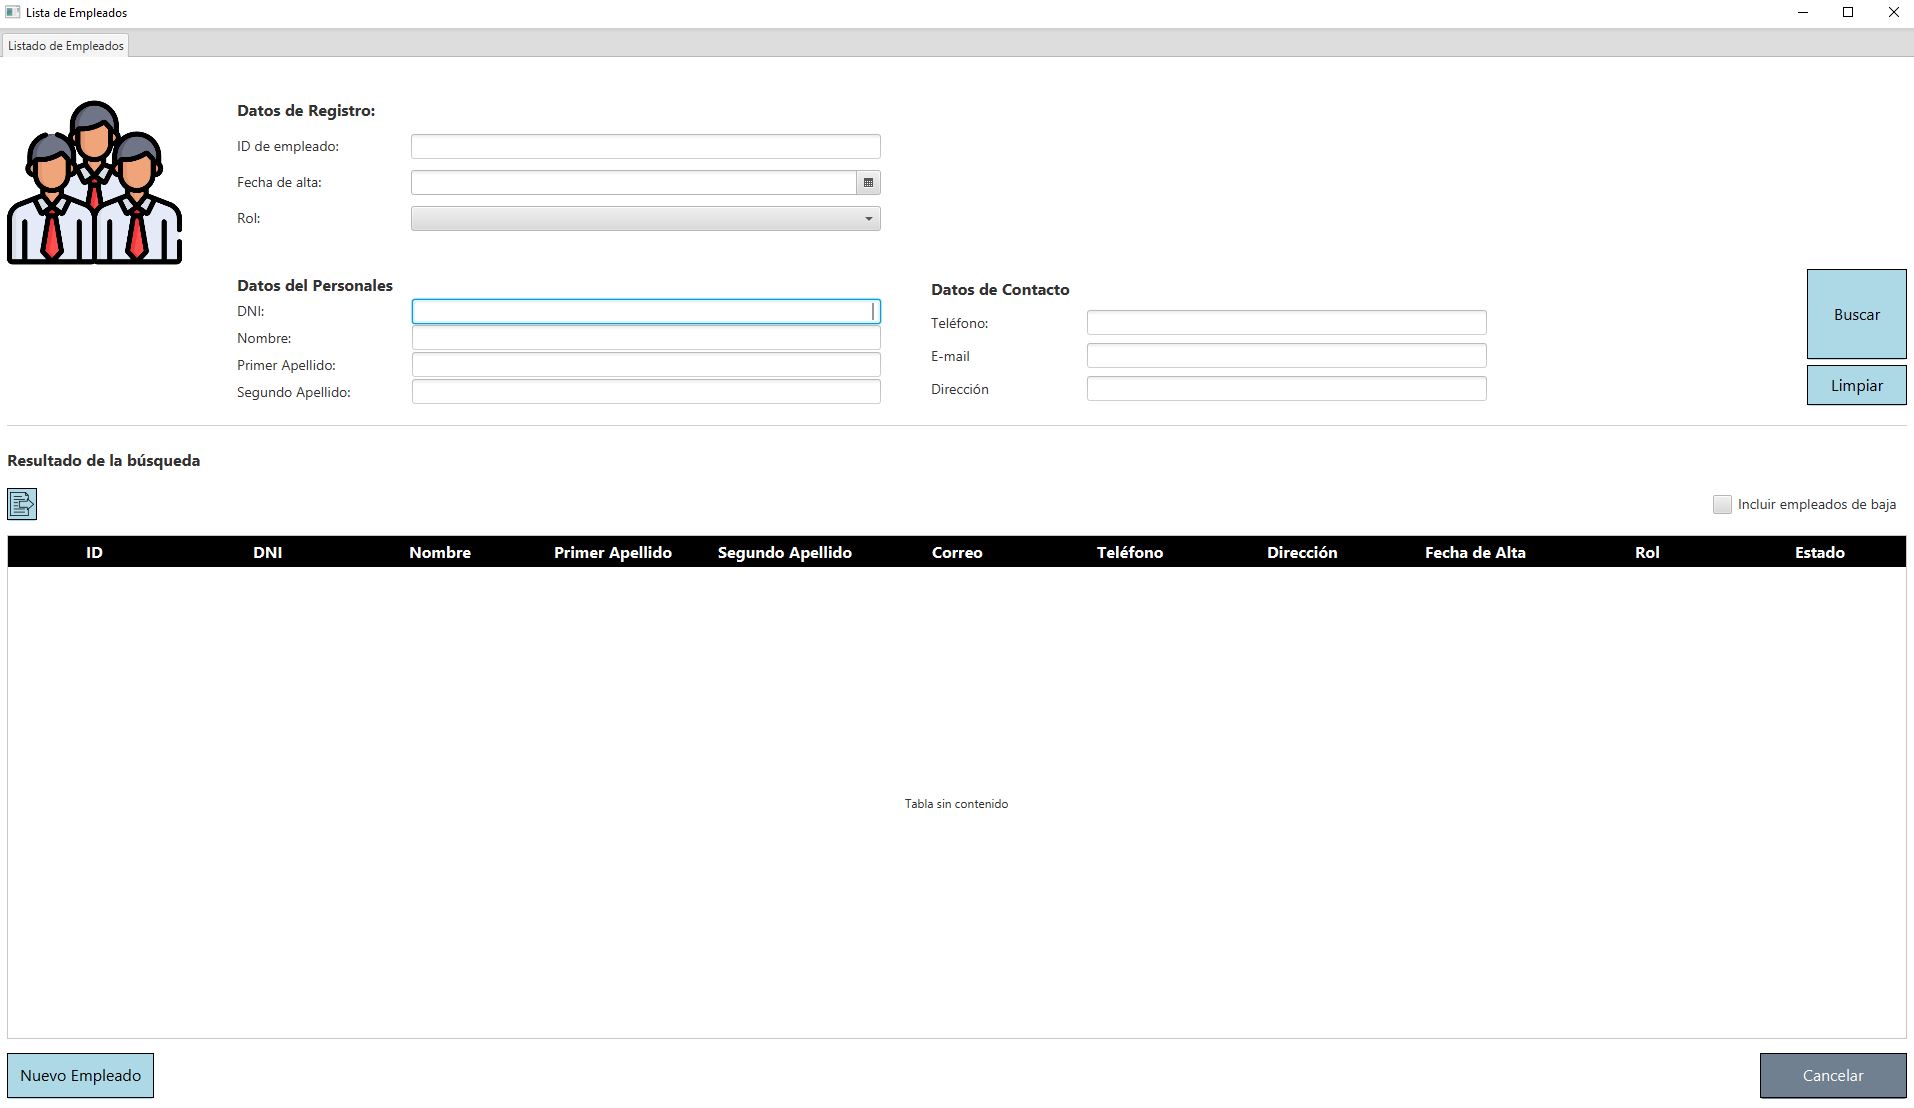 Lista de Empleados
Listado de Empleados
Datos de Registro:
ID de empleado:
Fecha de alta:
Rol:
Datos del Personales
DNI:
Nombre:
Primer Apellido:
Segundo Apellido:
Datos de Contacto
Teléfono:
E-mail
Dirección
Buscar
Limpiar
Resultado de la búsqueda
Incluir empleados de baja
ID DNI Nombre Primer Apellido Segundo Apellido Correo Teléfono Dirección Fecha de Alta Rol Estado
Tabla sin contenido
Nuevo Empleado
Cancelar